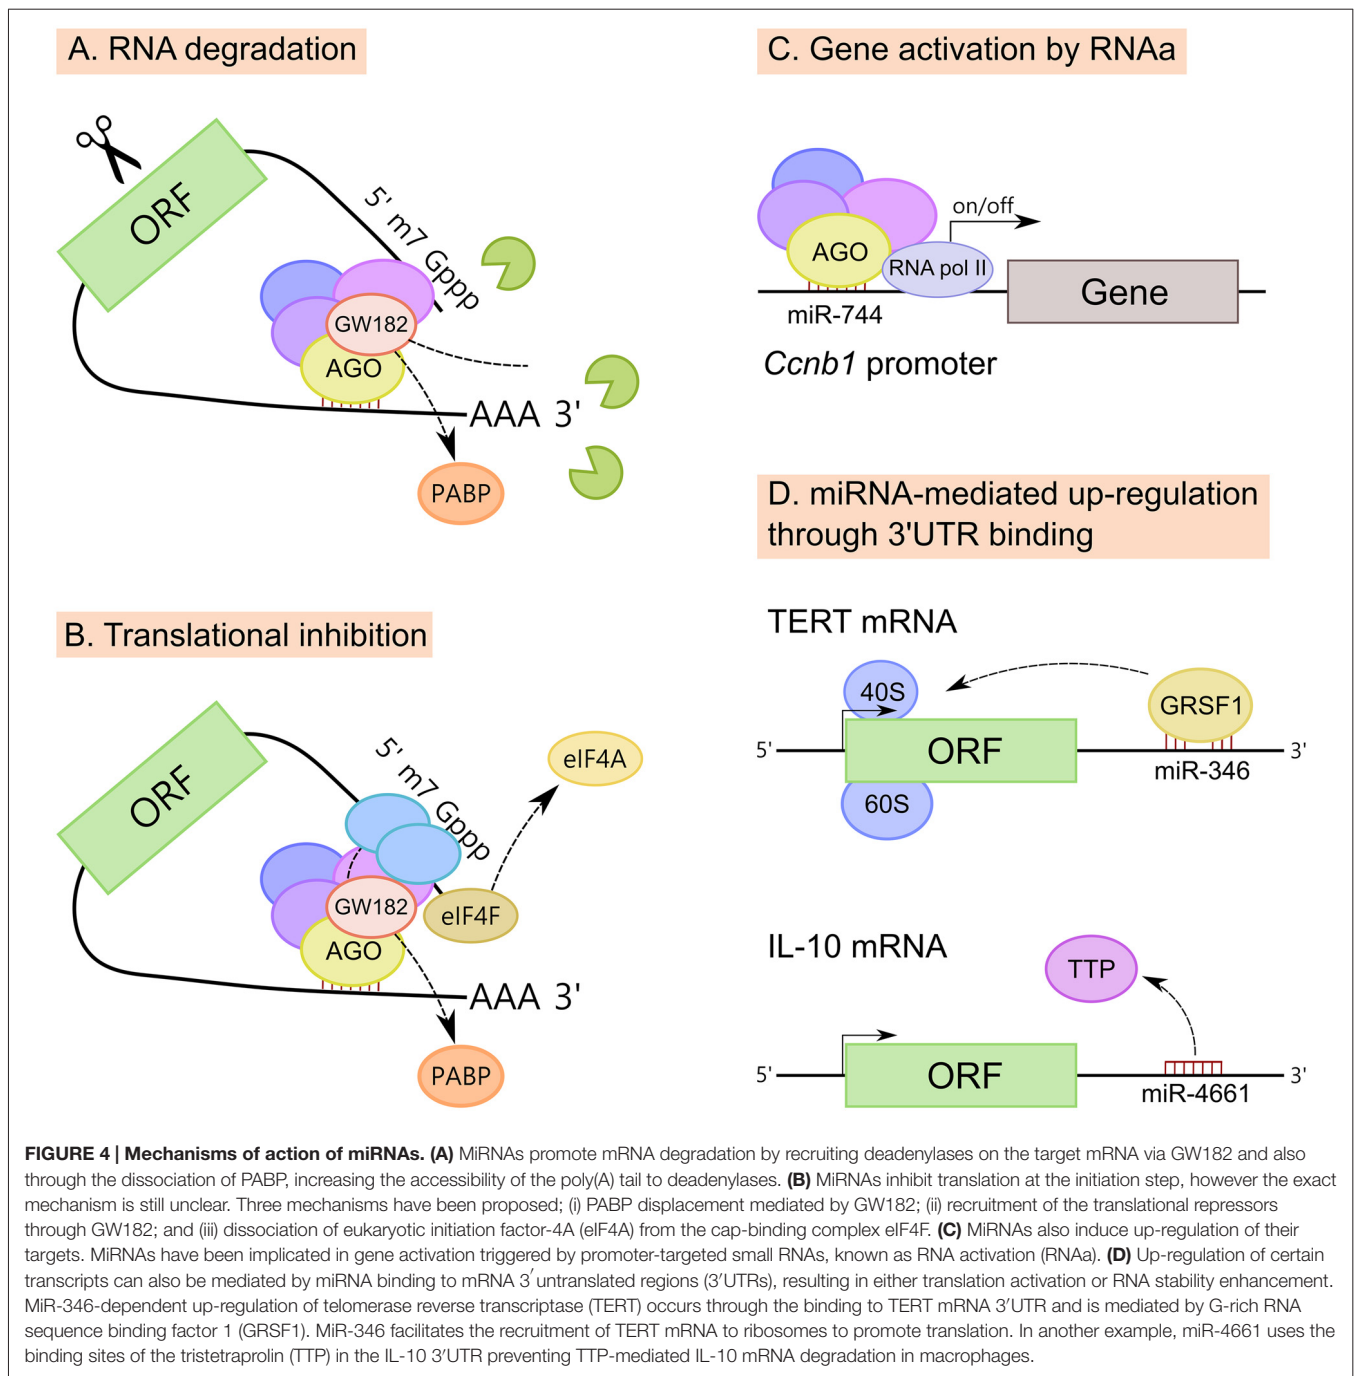 A. RNA degradation
ORF
5' m7 Gppp
GW182
AGO
AAA 3'
PABP
B. Translational inhibition
ORF
5' m7 Gppp
eIF4A
GW182
eIF4F
AGO
AAA 3'
PABP
C. Gene activation by RNAa
on/off
AGO
RNA pol II
Gene
miR-744
Ccnb1 promoter
D. miRNA-mediated up-regulation
through 3'UTR binding
TERT mRNA
40S
GRSF1
5'
ORF
3'
miR-346
60S
IL-10 mRNA
TTP
5'
ORF
3'
miR-4661
FIGURE 4 | Mechanisms of action of miRNAs. (A) MiRNAs promote mRNA degradation by recruiting deadenylases on the target mRNA via GW182 and also
through the dissociation of PABP, increasing the accessibility of the poly(A) tail to deadenylases. (B) MiRNAs inhibit translation at the initiation step, however the exact
mechanism is still unclear. Three mechanisms have been proposed; (i) PABP displacement mediated by GW182; (ii) recruitment of the translational repressors
through GW182; and (iii) dissociation of eukaryotic initiation factor-4A (eIF4A) from the cap-binding complex eIF4F. (C) MiRNAs also induce up-regulation of their
targets. MiRNAs have been implicated in gene activation triggered by promoter-targeted small RNAs, known as RNA activation (RNAa). (D) Up-regulation of certain
transcripts can also be mediated by miRNA binding to mRNA 3′ untranslated regions (3′UTRs), resulting in either translation activation or RNA stability enhancement.
MiR-346-dependent up-regulation of telomerase reverse transcriptase (TERT) occurs through the binding to TERT mRNA 3′UTR and is mediated by G-rich RNA
sequence binding factor 1 (GRSF1). MiR-346 facilitates the recruitment of TERT mRNA to ribosomes to promote translation. In another example, miR-4661 uses the
binding sites of the tristetraprolin (TTP) in the IL-10 3′UTR preventing TTP-mediated IL-10 mRNA degradation in macrophages.